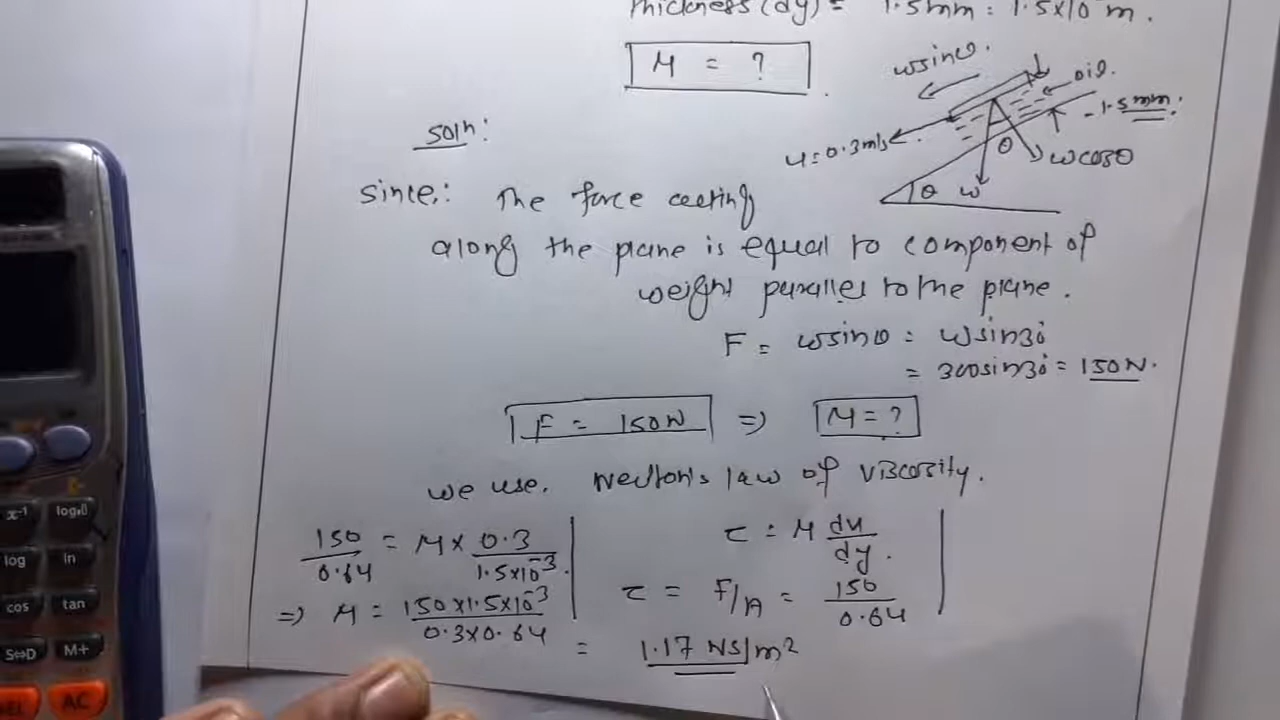 Thickness (dy) = 1.5mm = 1.5x10 m.
M = ?
wsinθ.
oil.
1.5mm.
Soln:
u = 0.3m/s
θ
wcosθ
θ w
Since: The force acting
along the plane is equal to component of
weight parallel to the plane.
F = wsinθ = wsin30
= 300sin30 = 150N.
F = 150N => M = ?
we use. Newton's law of viscosity.
150/0.64 = M x 0.3/1.5x10⁻³
τ = M du/dy.
=> M = 150x1.5x10⁻³/0.3x0.64
τ = F/A = 150/0.64
= 1.17 NS/m²
x⁻¹ log₁₀
log ln
cos tan
S⇔D M+
DEL AC